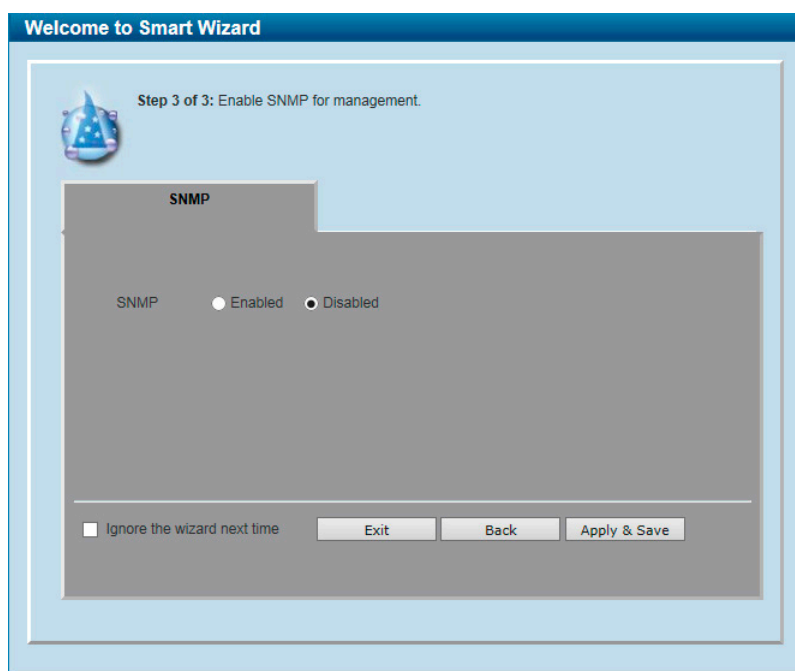 Welcome to Smart Wizard
Step 3 of 3: Enable SNMP for management.
SNMP
SNMP Enabled Disabled
Ignore the wizard next time Exit Back Apply & Save